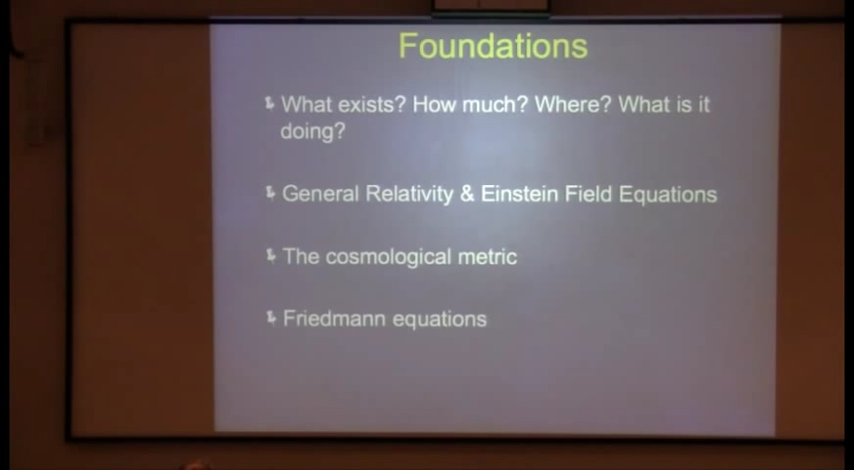 Foundations
What exists? How much? Where? What is it
doing?
General Relativity & Einstein Field Equations
The cosmological metric
Friedmann equations